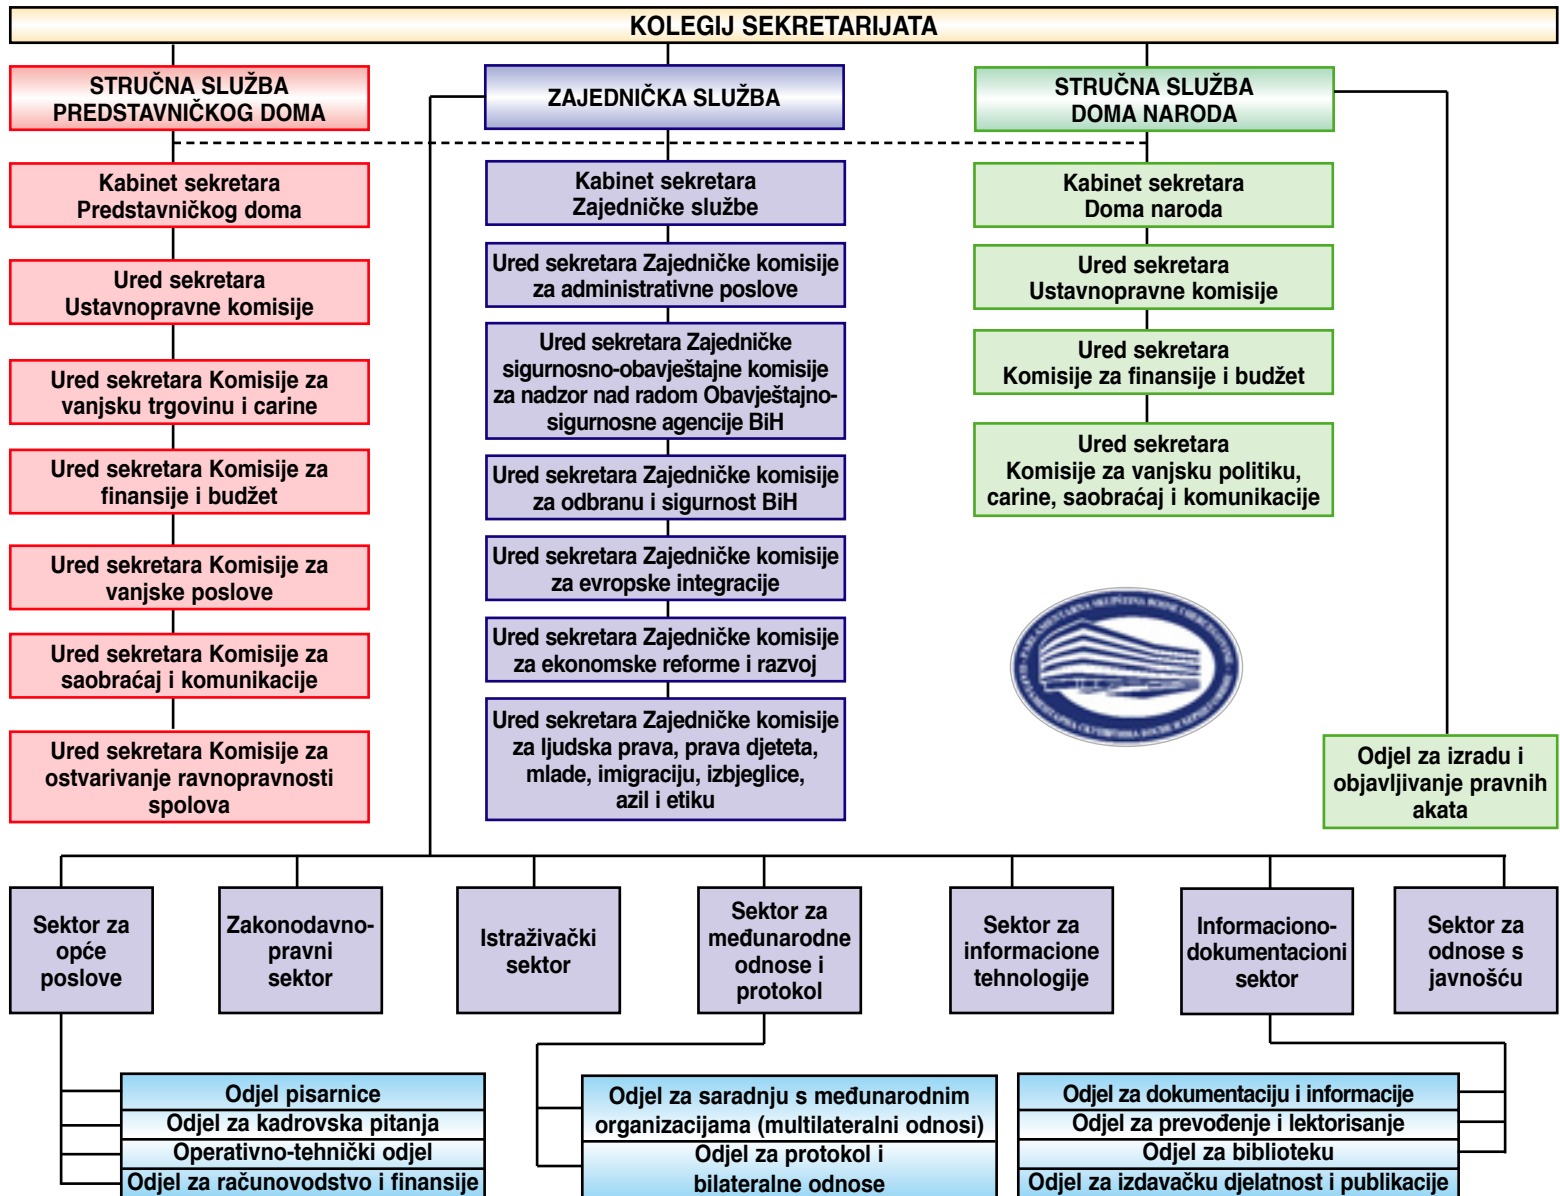 KOLEGIJ SEKRETARIJATA
STRUČNA SLUŽBA
PREDSTAVNIČKOG DOMA
ZAJEDNIČKA SLUŽBA
STRUČNA SLUŽBA
DOMA NARODA
Kabinet sekretara
Predstavničkog doma
Ured sekretara
Ustavnopravne komisije
Ured sekretara Komisije za
vanjsku trgovinu i carine
Ured sekretara Komisije za
finansije i budžet
Ured sekretara Komisije za
vanjske poslove
Ured sekretara Komisije za
saobraćaj i komunikacije
Ured sekretara Komisije za
ostvarivanje ravnopravnosti
spolova
Kabinet sekretara
Zajedničke službe
Ured sekretara Zajedničke komisije
za administrativne poslove
Ured sekretara Zajedničke
sigurnosno-obavještajne komisije
za nadzor nad radom Obavještajno-
sigurnosne agencije BiH
Ured sekretara Zajedničke komisije
za odbranu i sigurnost BiH
Ured sekretara Zajedničke komisije
za evropske integracije
Ured sekretara Zajedničke komisije
za ekonomske reforme i razvoj
Ured sekretara Zajedničke komisije
za ljudska prava, prava djeteta,
mlade, imigraciju, izbjeglice,
azil i etiku
Kabinet sekretara
Doma naroda
Ured sekretara
Ustavnopravne komisije
Ured sekretara
Komisije za finansije i budžet
Ured sekretara
Komisije za vanjsku politiku,
carine, saobraćaj i komunikacije
Odjel za izradu i
objavljivanje pravnih
akata
Sektor za
opće
poslove
Zakonodavno-
pravni
sektor
Istraživački
sektor
Sektor za
međunarodne
odnose i
protokol
Sektor za
informacione
tehnologije
Informaciono-
dokumentacioni
sektor
Sektor za
odnose s
javnošću
Odjel pisarnice
Odjel za kadrovska pitanja
Operativno-tehnički odjel
Odjel za računovodstvo i finansije
Odjel za saradnju s međunarodnim
organizacijama (multilateralni odnosi)
Odjel za protokol i
bilateralne odnose
Odjel za dokumentaciju i informacije
Odjel za prevođenje i lektorisanje
Odjel za biblioteku
Odjel za izdavačku djelatnost i publikacije